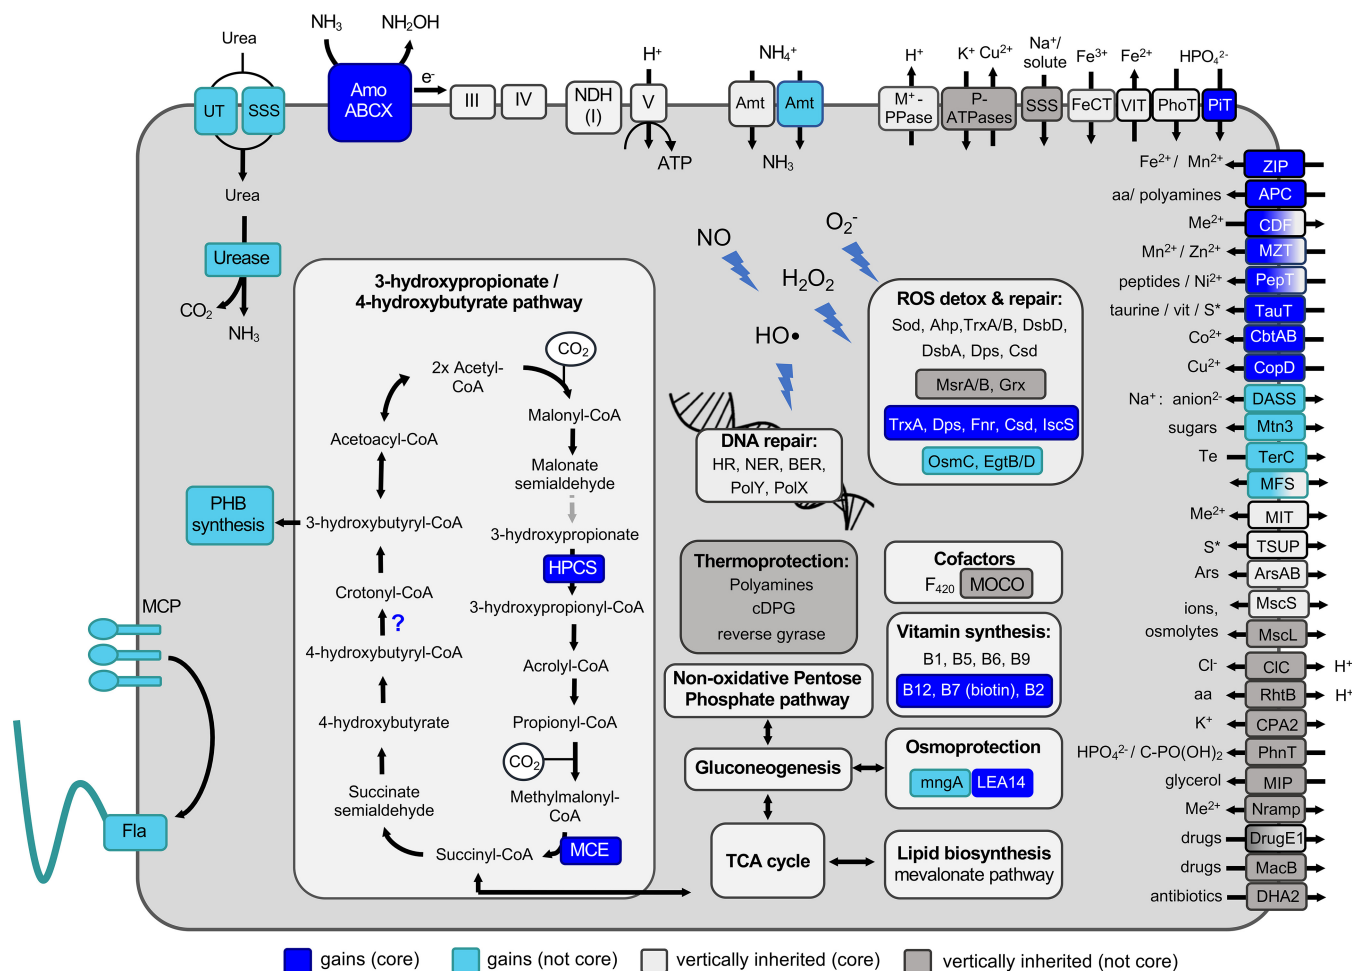 Urea
NH3
NH2OH
e-
H+
NH4+
H+
K+ Cu2+
Na+/
solute
Fe3+
Fe2+
HPO42-
UT
SSS
Amo
ABCX
III
IV
NDH
(I)
V
Amt
Amt
M+-
PPase
P-
ATPases
SSS
FeCT
VIT
PhoT
PiT
ATP
NH3
Urea
Urease
CO2
NH3
Fe2+ / Mn2+
ZIP
aa/ polyamines
APC
Me2+
CDF
Mn2+ / Zn2+
MZT
peptides / Ni2+
PepT
taurine / vit / S*
TauT
Co2+
CbtAB
Cu2+
CopD
Na+: anion2-
DASS
sugars
Mtn3
Te
TerC
MFS
Me2+
MIT
S*
TSUP
Ars
ArsAB
ions,
osmolytes
MscS
MscL
Cl-
ClC
H+
aa
RhtB
H+
K+
CPA2
HPO42-/ C-PO(OH)2
PhnT
glycerol
MIP
Me2+
Nramp
drugs
DrugE1
drugs
MacB
antibiotics
DHA2
3-hydroxypropionate /
4-hydroxybutyrate pathway
2x Acetyl-
CoA
CO2
Malonyl-CoA
Malonate
semialdehyde
3-hydroxypropionate
HPCS
3-hydroxypropionyl-CoA
Acrolyl-CoA
Propionyl-CoA
CO2
Methylmalonyl-
CoA
MCE
Succinyl-CoA
Succinate
semialdehyde
4-hydroxybutyrate
4-hydroxybutyryl-CoA
?
Crotonyl-CoA
3-hydroxybutyryl-CoA
Acetoacyl-CoA
PHB
synthesis
MCP
Fla
NO
O2-
H2O2
HO•
ROS detox & repair:
Sod, Ahp,TrxA/B, DsbD,
DsbA, Dps, Csd
MsrA/B, Grx
TrxA, Dps, Fnr, Csd, IscS
OsmC, EgtB/D
DNA repair:
HR, NER, BER,
PolY, PolX
Thermoprotection:
Polyamines
cDPG
reverse gyrase
Cofactors
F420
MOCO
Vitamin synthesis:
B1, B5, B6, B9
B12, B7 (biotin), B2
Non-oxidative Pentose
Phosphate pathway
Gluconeogenesis
Osmoprotection
mngA
LEA14
TCA cycle
Lipid biosynthesis
mevalonate pathway
gains (core)
gains (not core)
vertically inherited (core)
vertically inherited (not core)